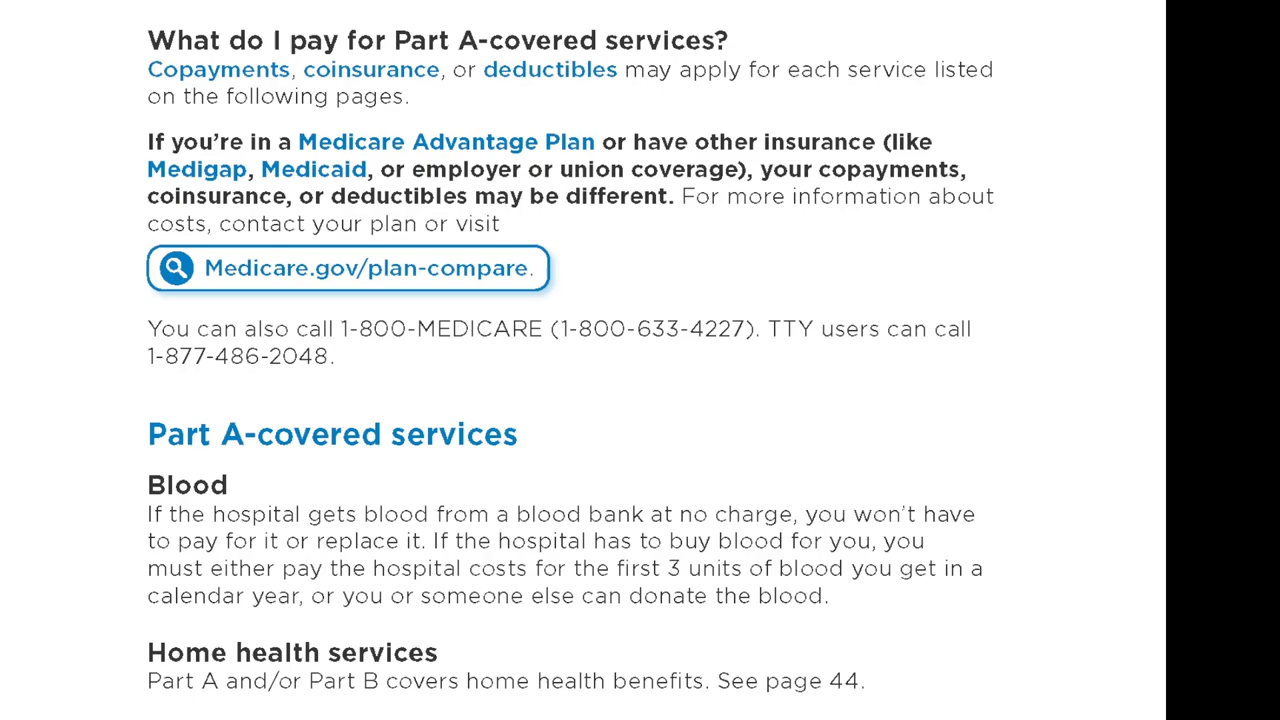 What do I pay for Part A-covered services?
Copayments, coinsurance, or deductibles may apply for each service listed
on the following pages.
If you’re in a Medicare Advantage Plan or have other insurance (like
Medigap, Medicaid, or employer or union coverage), your copayments,
coinsurance, or deductibles may be different. For more information about
costs, contact your plan or visit
Medicare.gov/plan-compare.
You can also call 1-800-MEDICARE (1-800-633-4227). TTY users can call
1-877-486-2048.
Part A-covered services
Blood
If the hospital gets blood from a blood bank at no charge, you won’t have
to pay for it or replace it. If the hospital has to buy blood for you, you
must either pay the hospital costs for the first 3 units of blood you get in a
calendar year, or you or someone else can donate the blood.
Home health services
Part A and/or Part B covers home health benefits. See page 44.